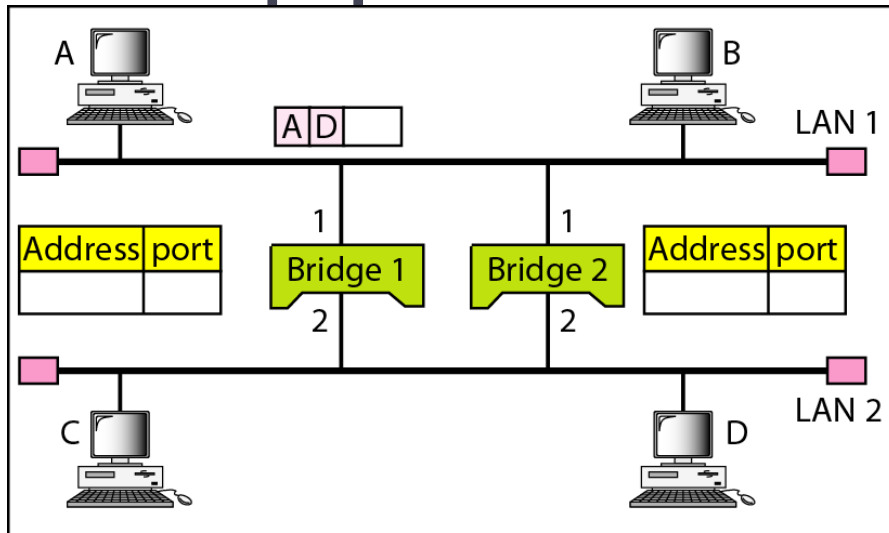 A
B
A D
LAN 1
1
1
Address port
Bridge 1
Bridge 2
Address port
2
2
C
D
LAN 2